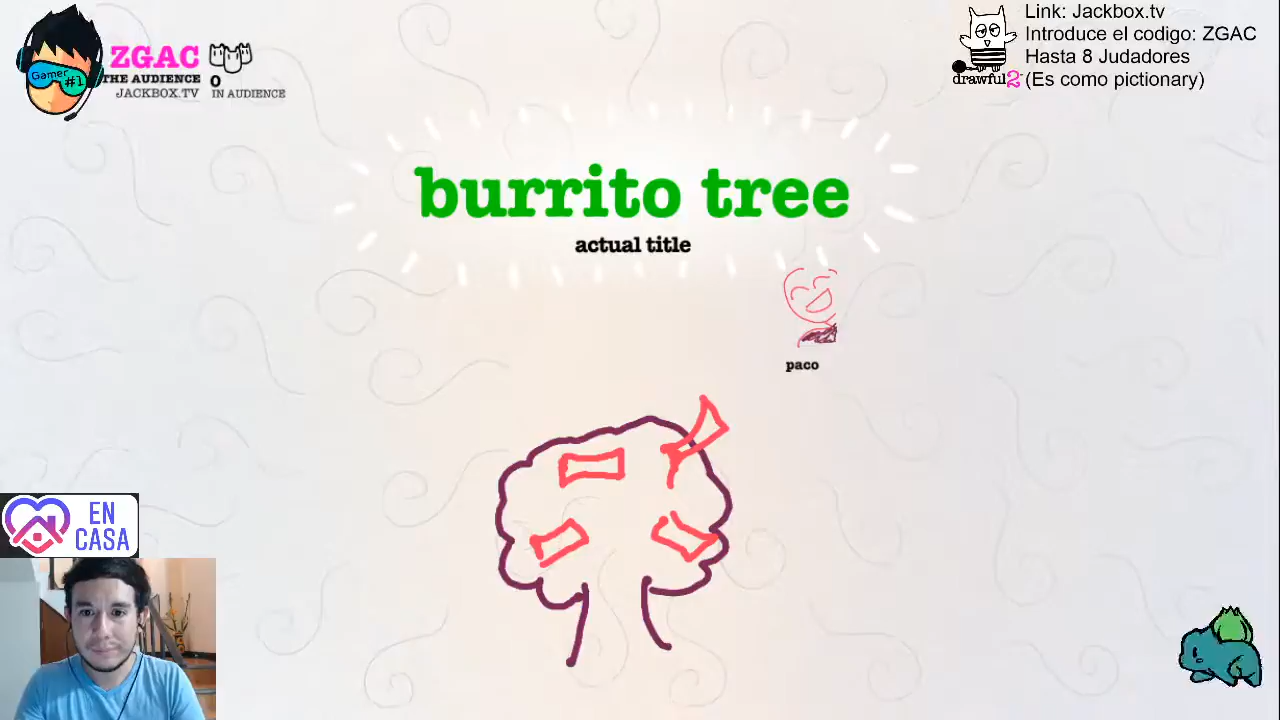 Gamer
#1
ZGAC
THE AUDIENCE
JACKBOX.TV
0
IN AUDIENCE
drawful2
Link: Jackbox.tv
Introduce el codigo: ZGAC
Hasta 8 Judadores
(Es como pictionary)
burrito tree
actual title
paco
EN
CASA